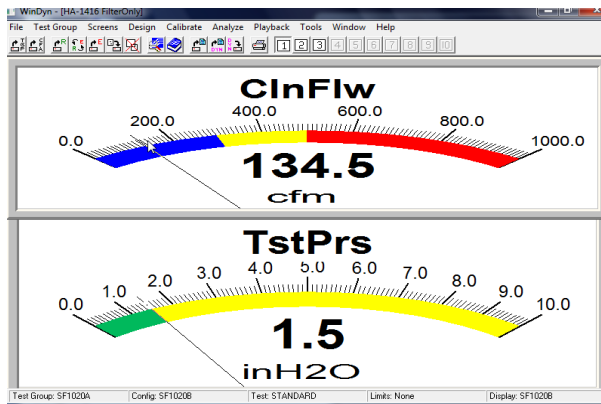 WinDyn - [HA-1416 FilterOnly]
File Test Group Screens Design Calibrate Analyze Playback Tools Window Help
1 2 3 4 5 6 7 8 9 10
ClnFlw
0.0 200.0 400.0 600.0 800.0 1000.0
134.5
cfm
TstPrs
0.0 1.0 2.0 3.0 4.0 5.0 6.0 7.0 8.0 9.0 10.0
1.5
inH2O
Test Group: SF1020A Config: SF1020B Test: STANDARD Limits: None Display: SF1020B